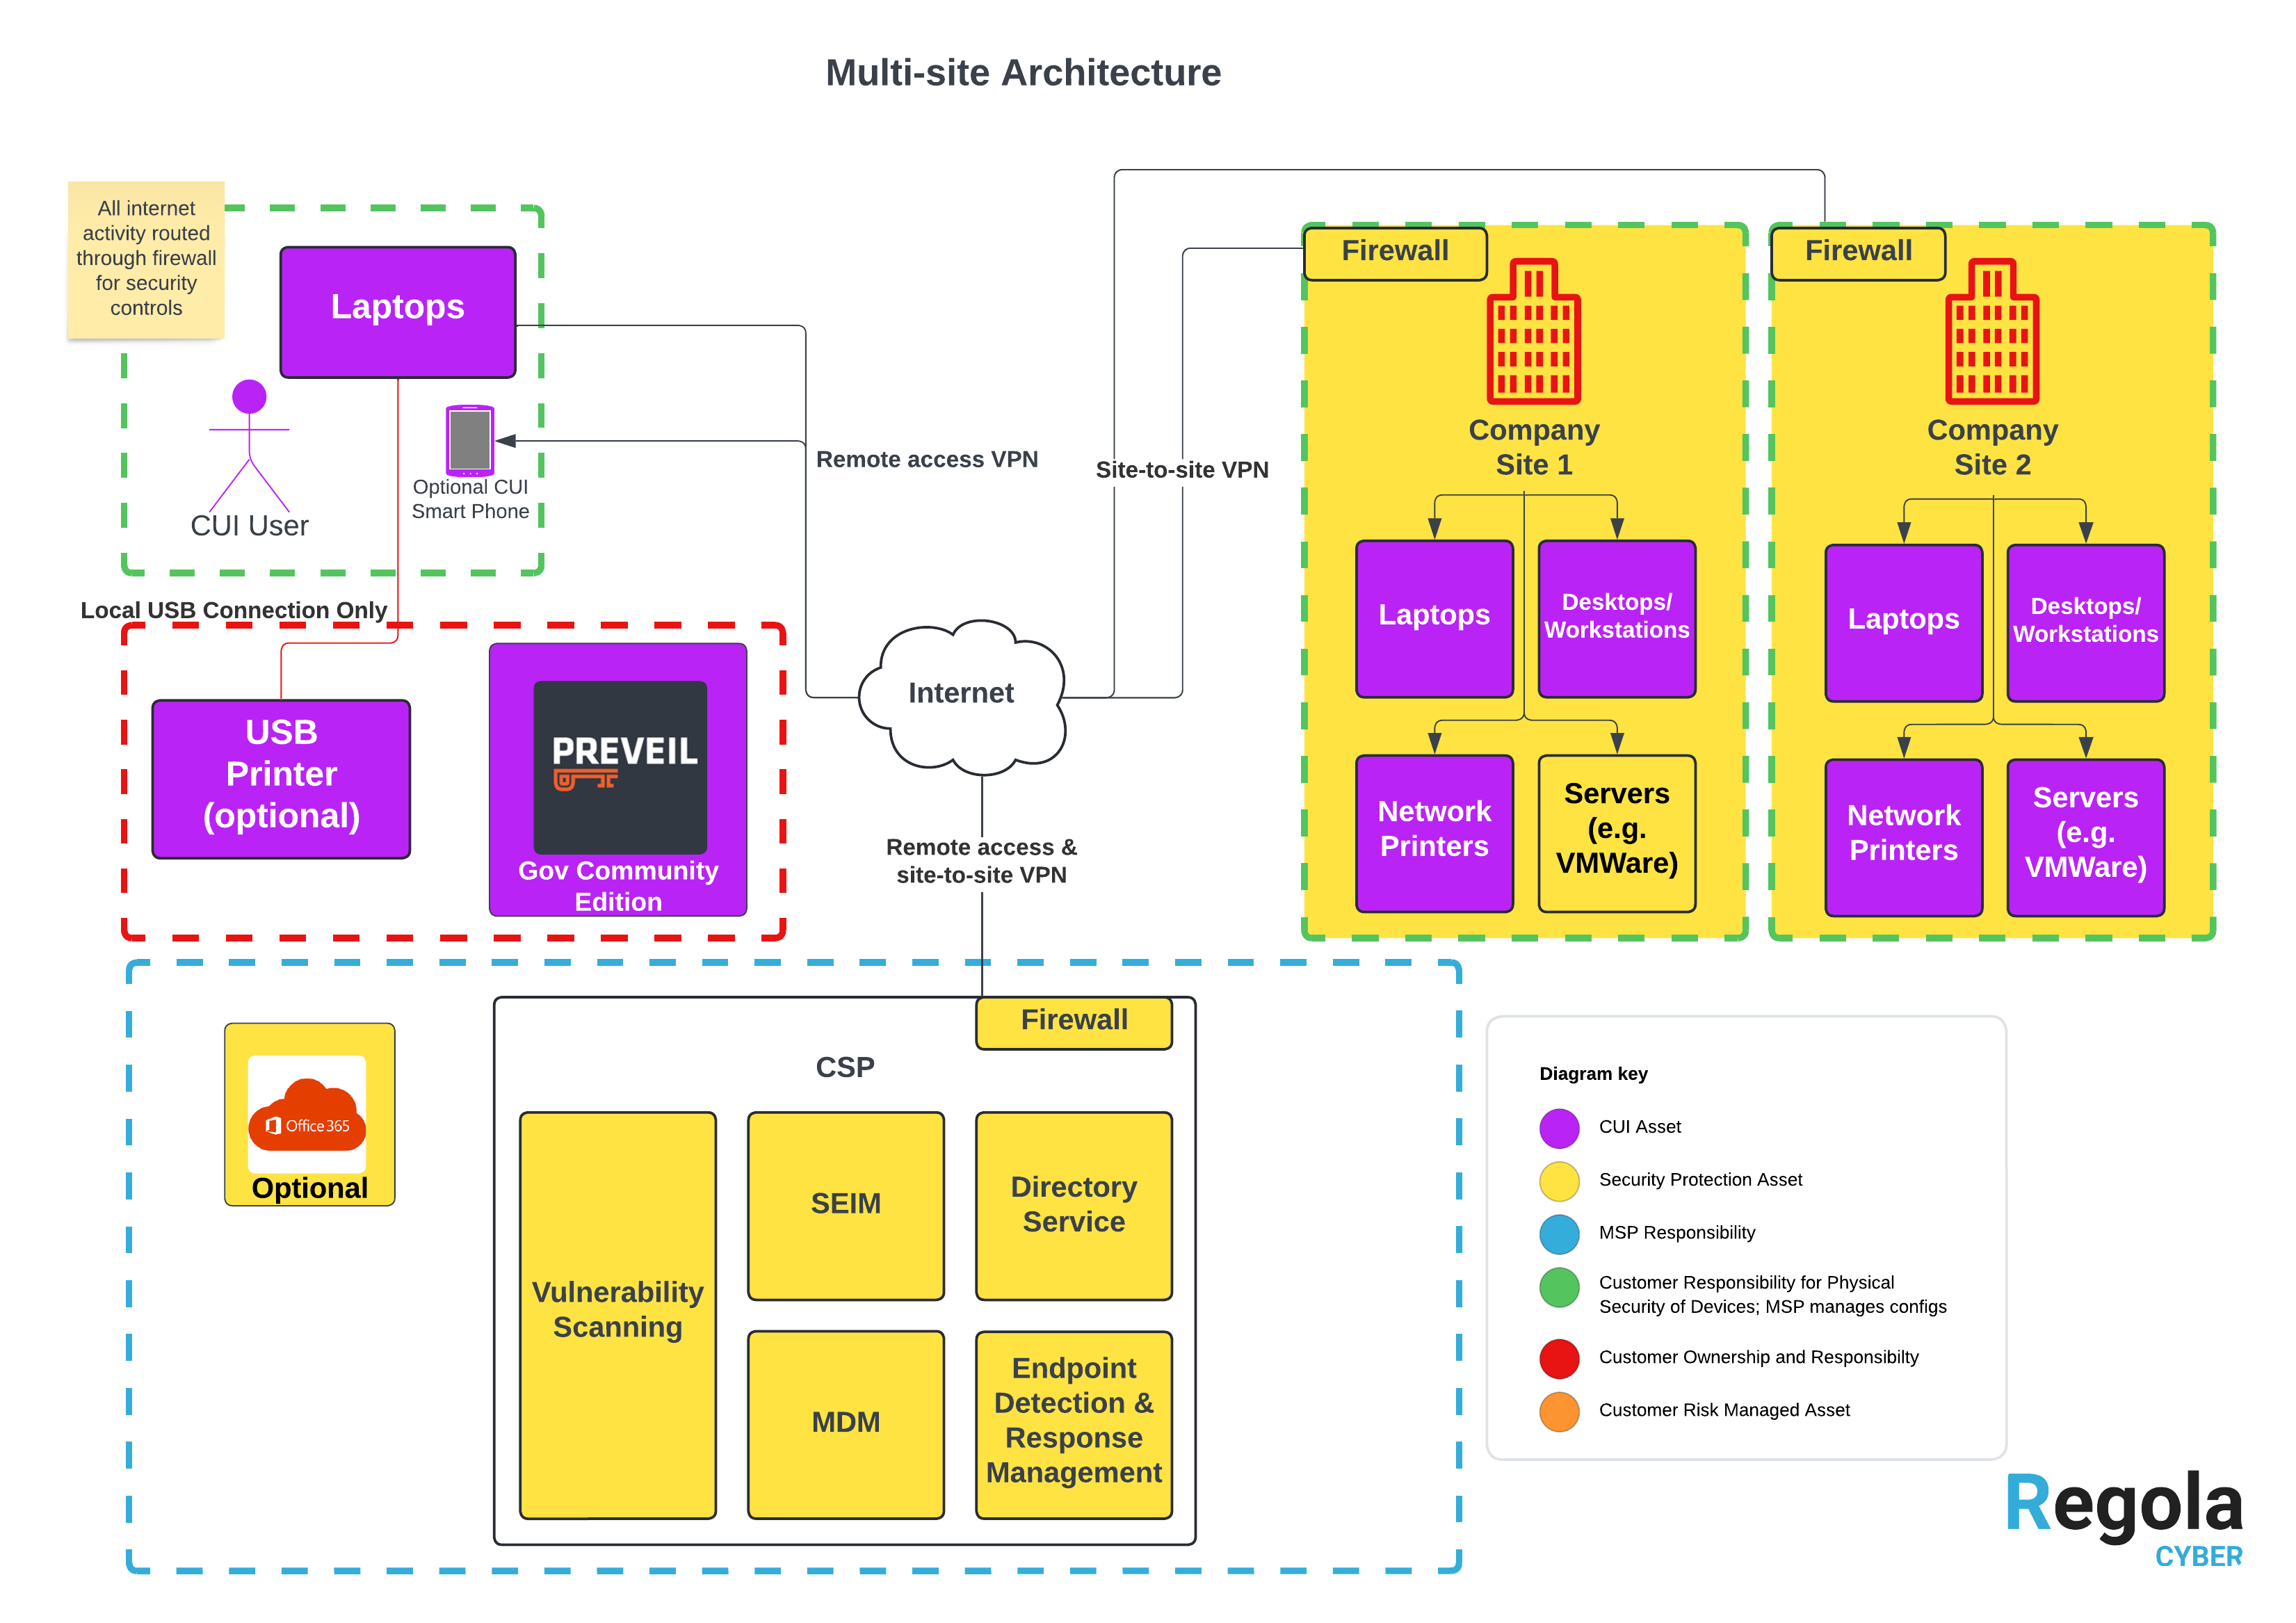 Multi-site Architecture
All internet
activity routed
through firewall
for security
controls
Laptops
CUI User
Optional CUI
Smart Phone
Remote access VPN
Site-to-site VPN
Local USB Connection Only
USB
Printer
(optional)
PREVEIL
Gov Community
Edition
Internet
Remote access &
site-to-site VPN
Firewall
Company
Site 1
Laptops
Desktops/
Workstations
Network
Printers
Servers
(e.g.
VMWare)
Firewall
Company
Site 2
Laptops
Desktops/
Workstations
Network
Printers
Servers
(e.g.
VMWare)
Office 365
Optional
Firewall
CSP
Vulnerability
Scanning
SEIM
Directory
Service
MDM
Endpoint
Detection &
Response
Management
Diagram key
CUI Asset
Security Protection Asset
MSP Responsibility
Customer Responsibility for Physical
Security of Devices; MSP manages configs
Customer Ownership and Responsibilty
Customer Risk Managed Asset
Regola
CYBER